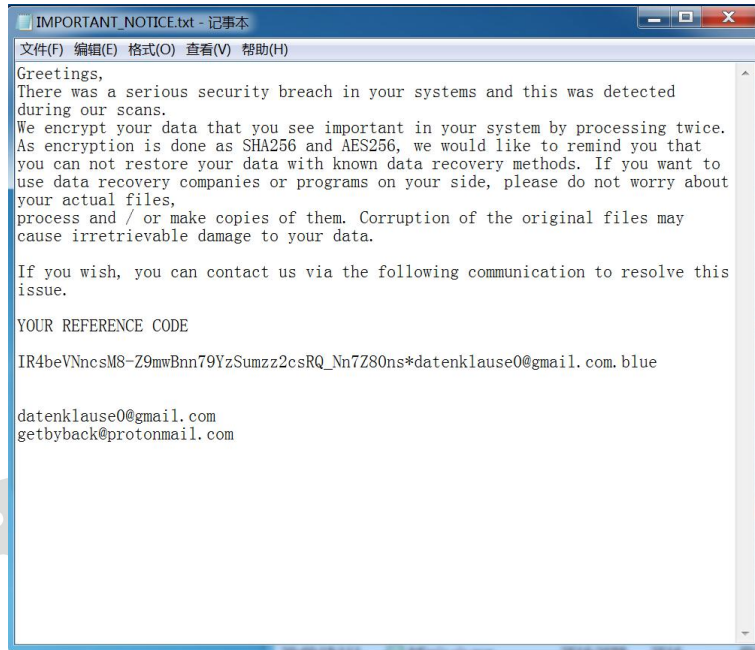 IMPORTANT_NOTICE.txt - 记事本
文件(F) 编辑(E) 格式(O) 查看(V) 帮助(H)
Greetings,
There was a serious security breach in your systems and this was detected
during our scans.
We encrypt your data that you see important in your system by processing twice.
As encryption is done as SHA256 and AES256, we would like to remind you that
you can not restore your data with known data recovery methods. If you want to
use data recovery companies or programs on your side, please do not worry about
your actual files,
process and / or make copies of them. Corruption of the original files may
cause irretrievable damage to your data.
If you wish, you can contact us via the following communication to resolve this
issue.
YOUR REFERENCE CODE
IR4beVNncsM8-Z9mwBnn79YzSumzz2csRQ_Nn7Z80ns*datenklause0@gmail.com.blue
datenklause0@gmail.com
getbyback@protonmail.com